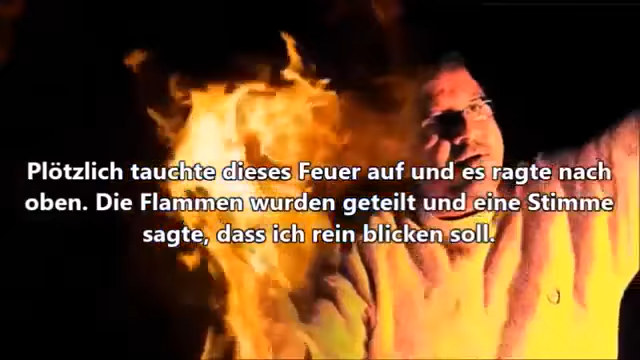 Plötzlich tauchte dieses Feuer auf und es ragte nach
oben. Die Flammen wurden geteilt und eine Stimme
sagte, dass ich rein blicken soll.